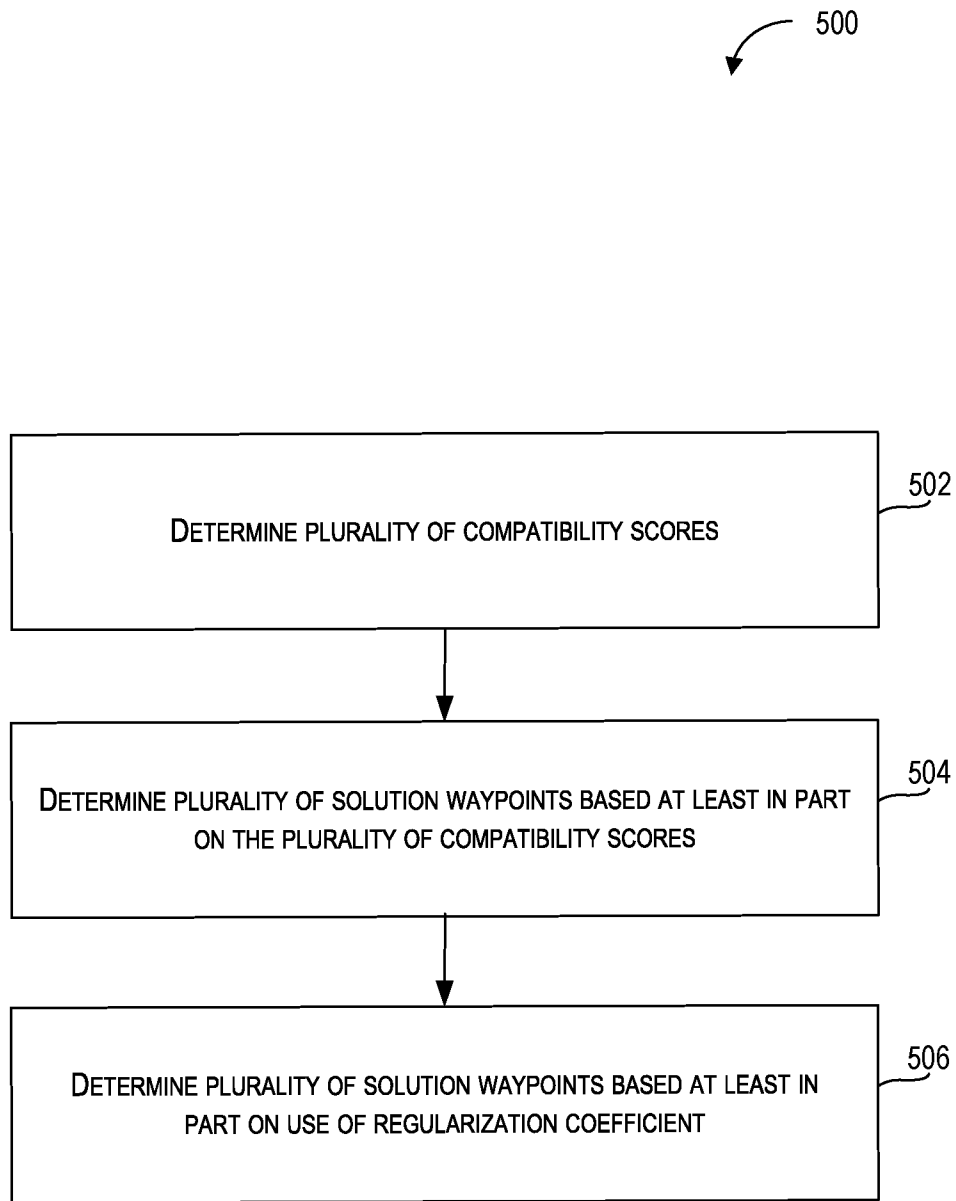 500
502
DETERMINE PLURALITY OF COMPATIBILITY SCORES
504
DETERMINE PLURALITY OF SOLUTION WAYPOINTS BASED AT LEAST IN PART
ON THE PLURALITY OF COMPATIBILITY SCORES
506
DETERMINE PLURALITY OF SOLUTION WAYPOINTS BASED AT LEAST IN
PART ON USE OF REGULARIZATION COEFFICIENT